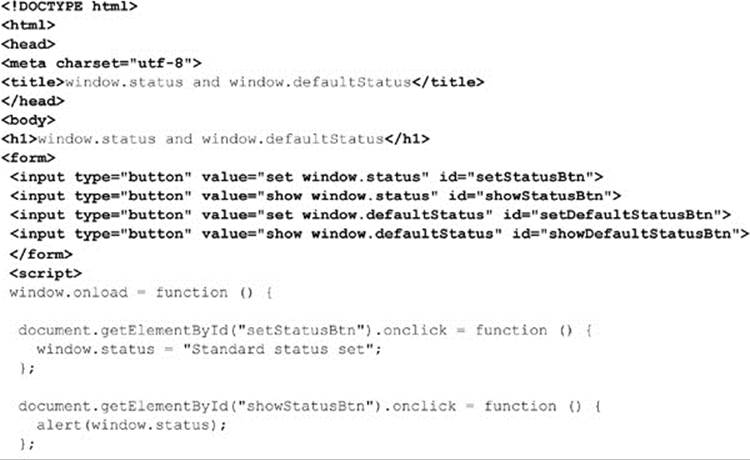 <!DOCTYPE html>
<html>
<head>
<meta charset="utf-8">
<title>window.status and window.defaultStatus</title>
</head>
<body>
<h1>window.status and window.defaultStatus</h1>
<form>
<input type="button" value="set window.status" id="setStatusBtn">
<input type="button" value="show window.status" id="showStatusBtn">
<input type="button" value="set window.defaultStatus" id="setDefaultStatusBtn">
<input type="button" value="show window.defaultStatus" id="showDefaultStatusBtn">
</form>
<script>
window.onload = function () {
document.getElementById("setStatusBtn").onclick = function () {
window.status = "Standard status set";
};
document.getElementById("showStatusBtn").onclick = function () {
alert(window.status);
};